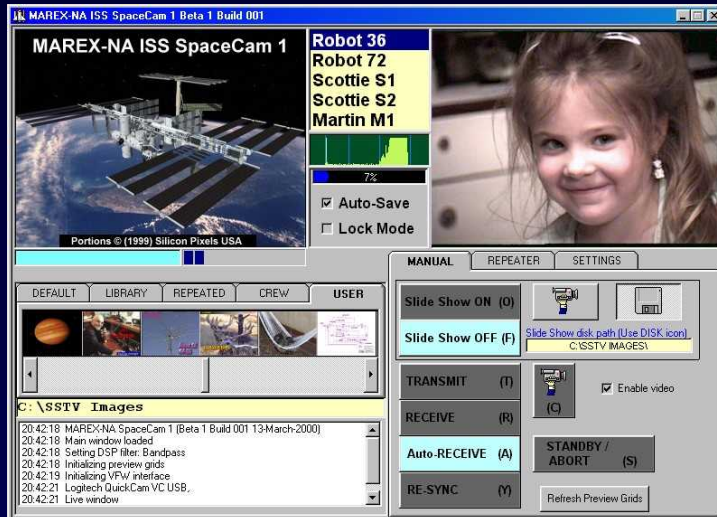 MAREX-NA ISS SpaceCam 1 Beta 1 Build 001
MAREX-NA ISS SpaceCam 1
Portions © (1999) Silicon Pixels USA
Robot 36
Robot 72
Scottie S1
Scottie S2
Martin M1
7%
Auto-Save
Lock Mode
DEFAULT
LIBRARY
REPEATED
CREW
USER
C:\SSTV Images
20:42:18 MAREX-NA SpaceCam 1 (Beta 1 Build 001 13-March-2000)
20:42:18 Main window loaded
20:42:18 Setting DSP filter: Bandpass
20:42:18 Initializing preview grids
20:42:19 Initializing VFW interface
20:42:21 Logitech QuickCam VC USB,
20:42:21 Live window
MANUAL
REPEATER
SETTINGS
Slide Show ON (O)
Slide Show OFF (F)
Slide Show disk path (Use DISK icon)
C:\SSTV IMAGES\
TRANSMIT (T)
RECEIVE (R)
Auto-RECEIVE (A)
RE-SYNC (Y)
(C)
Enable video
STANDBY /
ABORT (S)
Refresh Preview Grids